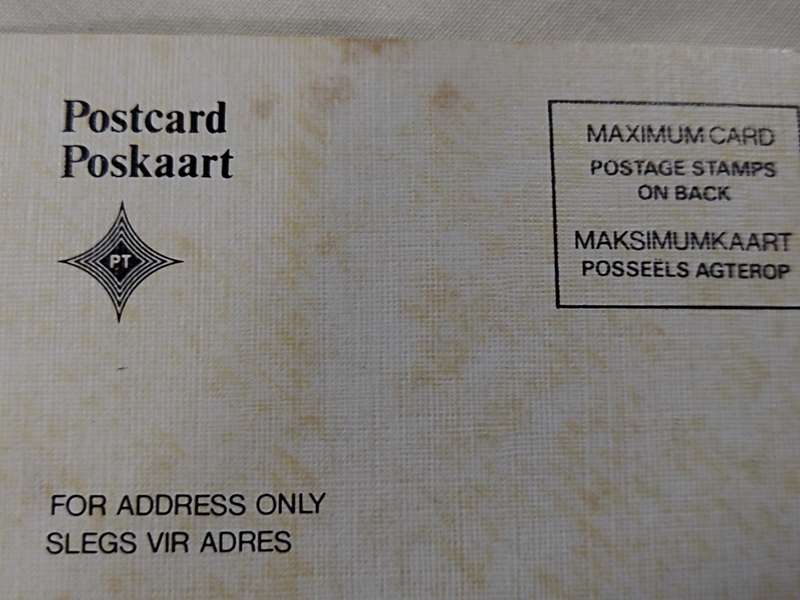 Postcard
Poskaart
PT
MAXIMUM CARD
POSTAGE STAMPS
ON BACK
MAKSIMUMKAART
POSSEËLS AGTEROP
FOR ADDRESS ONLY
SLEGS VIR ADRES